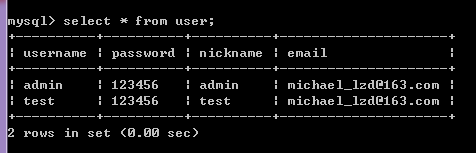 mysql> select * from user;
+----------+----------+----------+---------------------+
| username | password | nickname | email               |
+----------+----------+----------+---------------------+
| admin    | 123456   | admin    | michael_lzd@163.com |
| test     | 123456   | test     | michael_lzd@163.com |
+----------+----------+----------+---------------------+
2 rows in set (0.00 sec)